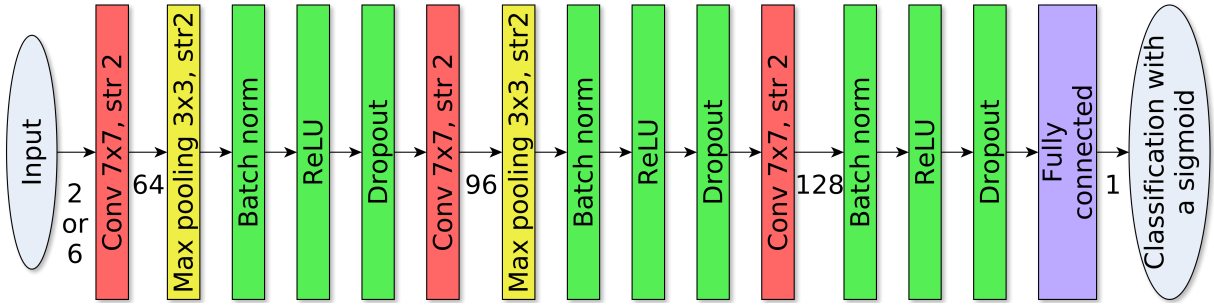 Input
2
or
6
Conv 7x7, str 2
64
Max pooling 3x3, str2
Batch norm
ReLU
Dropout
Conv 7x7, str 2
96
Max pooling 3x3, str2
Batch norm
ReLU
Dropout
Conv 7x7, str 2
128
Batch norm
ReLU
Dropout
Fully
connected
1
Classification with
a sigmoid